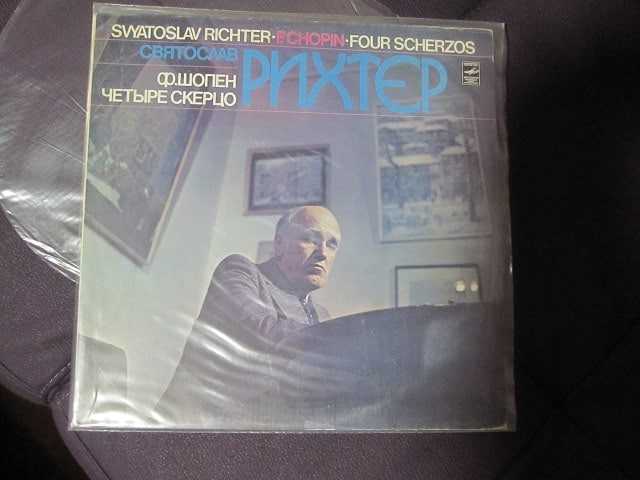 SVYATOSLAV RICHTER·F.CHOPIN·FOUR SCHERZOS
СВЯТОСЛАВ
РИХТЕР
Ф.ШОПЕН
ЧЕТЫРЕ СКЕРЦО